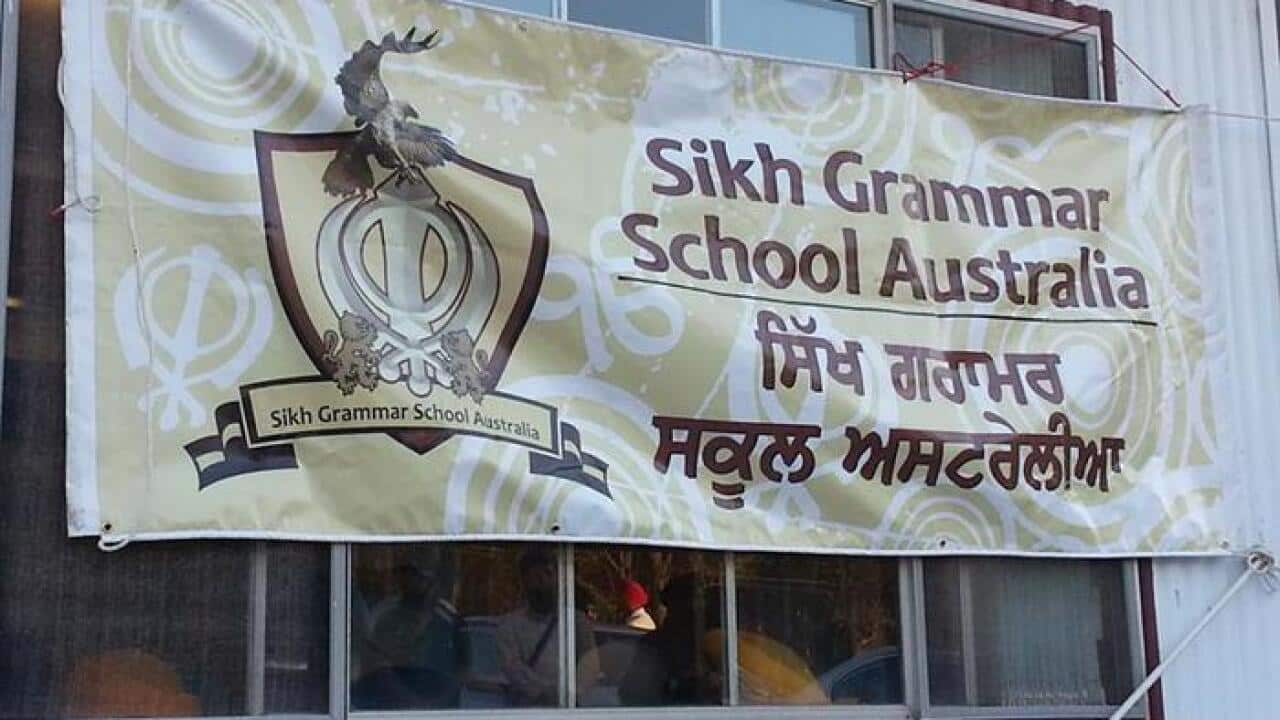 Sikh Grammar
School Australia
ਸਿੱਖ ਗਰਾਮਰ
ਸਕੂਲ ਅਸਟਰੇਲੀਆ
Sikh Grammar School Australia